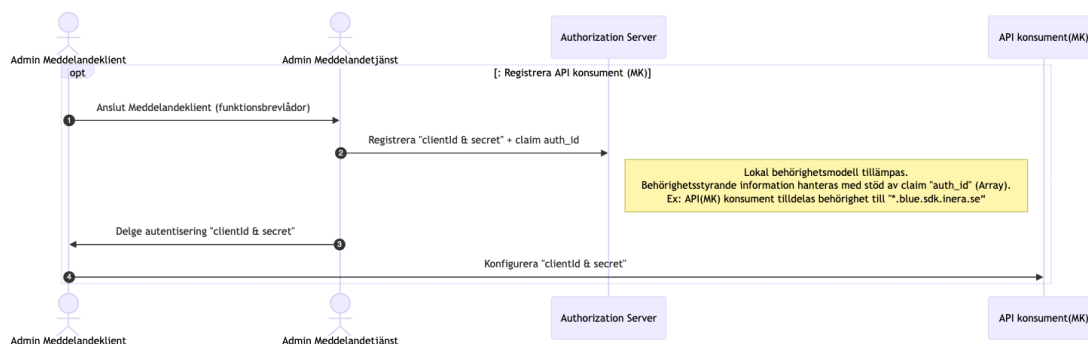 Admin Meddelandeklient
Admin Meddelandetjänst
Authorization Server
API konsument(MK)
opt
[: Registrera API konsument (MK)]
1
Anslut Meddelandeklient (funktionsbrevlådor)
2
Registrera "clientId & secret" + claim auth_id
Lokal behörighetsmodell tillämpas.
Behörighetsstyrande information hanteras med stöd av claim "auth_id" (Array).
Ex: API(MK) konsument tilldelas behörighet till "*.blue.sdk.inera.se“
Delge autentisering "clientId & secret"
3
4
Konfigurera "clientId & secret"
Admin Meddelandeklient
Admin Meddelandetjänst
Authorization Server
API konsument(MK)